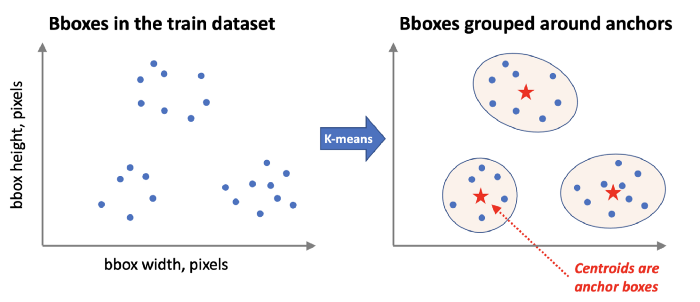 Bboxes in the train dataset
Bboxes grouped around anchors
bbox height, pixels
K-means
bbox width, pixels
Centroids are
anchor boxes